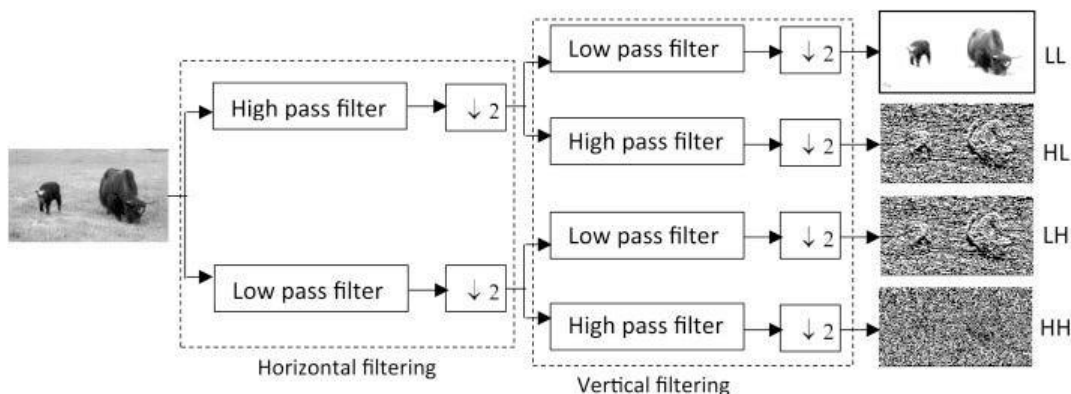 Low pass filter
↓ 2
LL
High pass filter
↓ 2
High pass filter
↓ 2
HL
Low pass filter
↓ 2
LH
Low pass filter
↓ 2
High pass filter
↓ 2
HH
Horizontal filtering
Vertical filtering